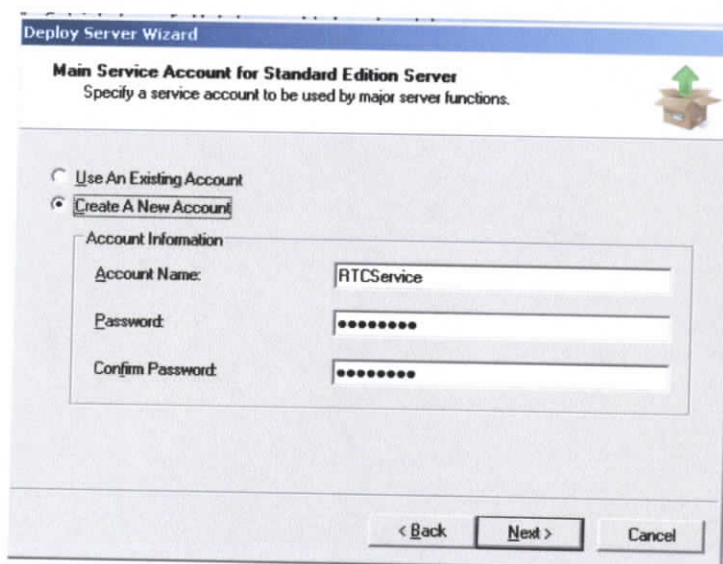 Deploy Server Wizard
Main Service Account for Standard Edition Server
Specify a service account to be used by major server functions.
Use An Existing Account
Create A New Account
Account Information
Account Name: RTCService
Password: ●●●●●●●●
Confirm Password: ●●●●●●●●
< Back Next > Cancel